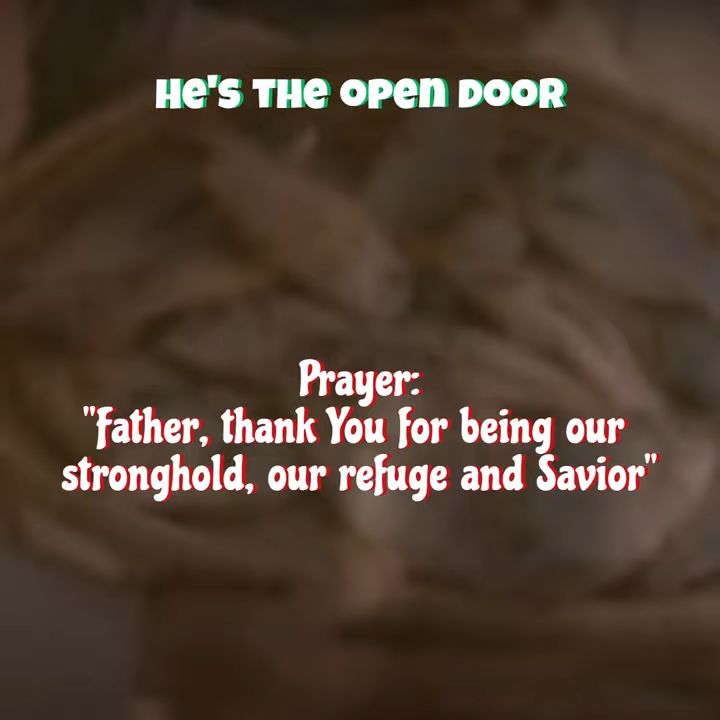 He's THE OPEN DOOR
Prayer:
"Father, thank You for being our
stronghold, our refuge and Savior"